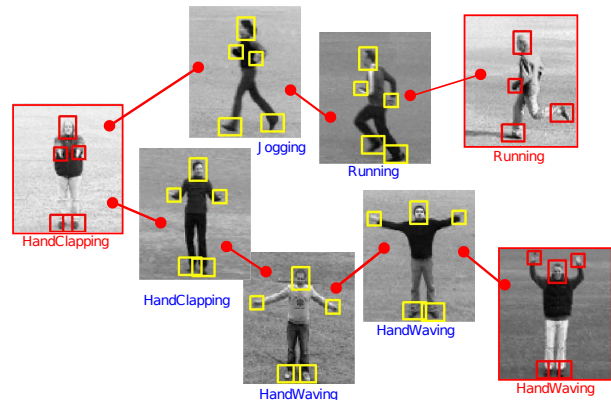 Jogging
Running
Running
HandClapping
HandClapping
HandWaving
HandWaving
HandWaving